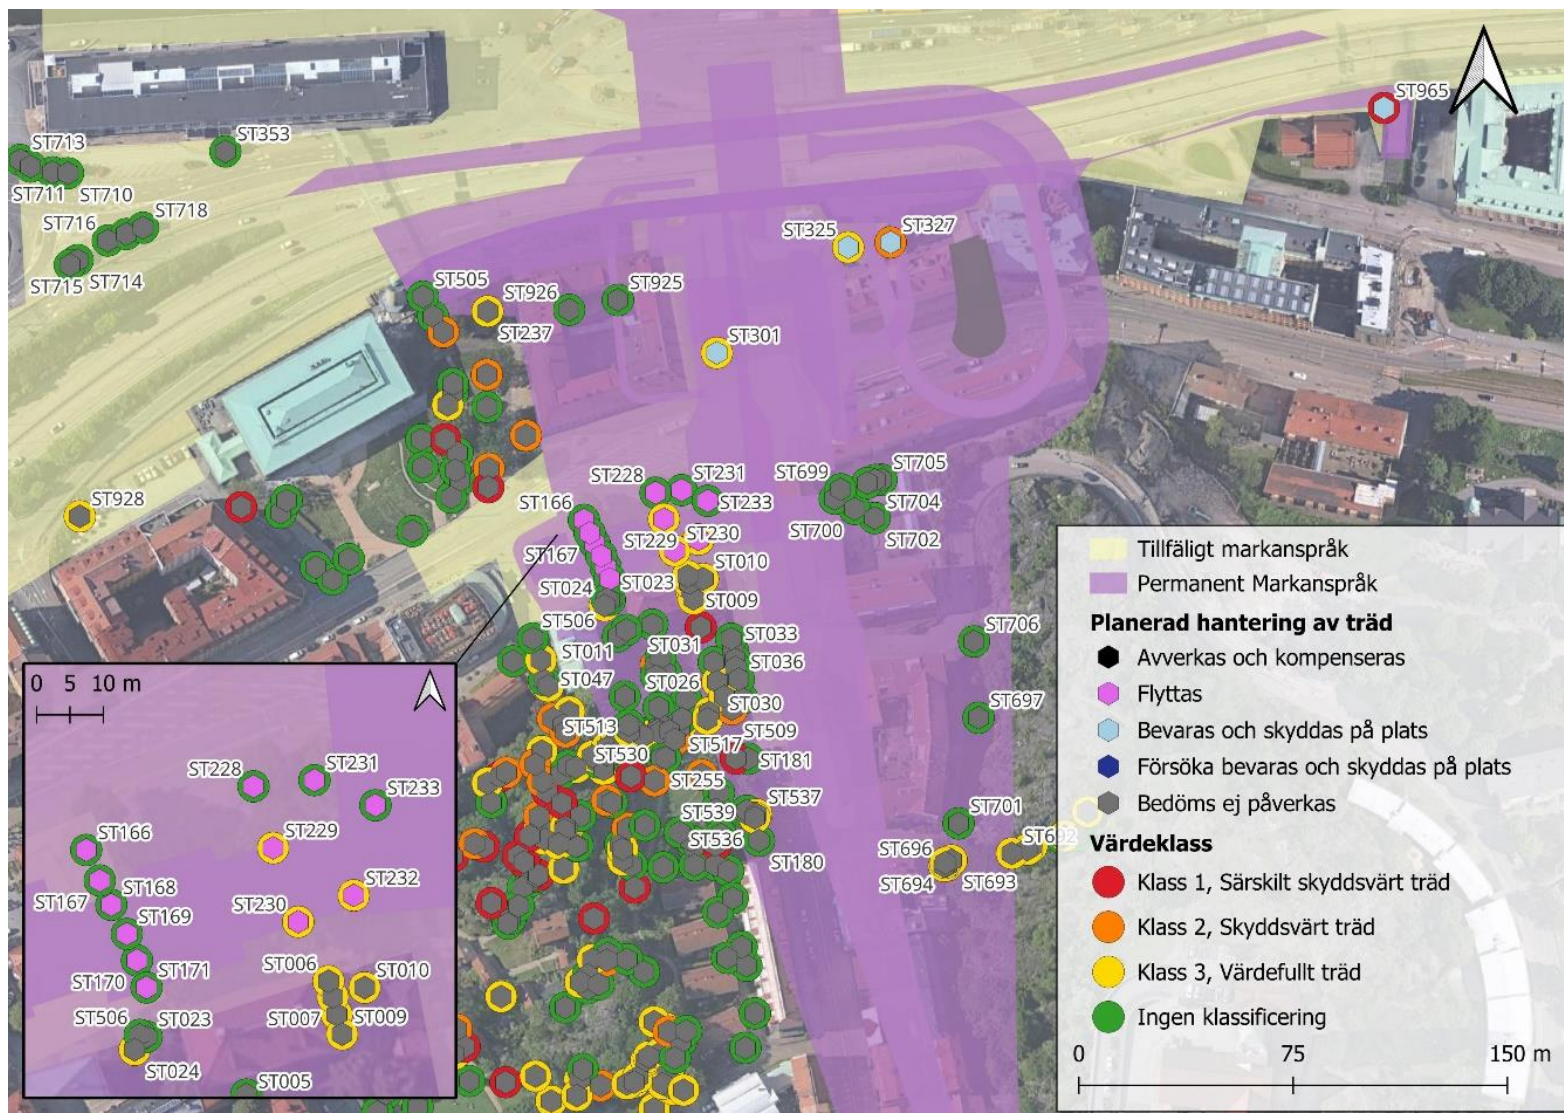 ST965
ST713
ST353
ST711
ST710
ST716
ST718
ST715
ST714
ST325
ST327
ST505
ST926
ST925
ST237
ST301
ST928
ST228
ST231
ST166
ST233
ST699
ST705
ST704
ST700
ST702
ST229
ST230
ST167
ST010
ST024
ST023
ST009
ST506
ST033
ST011
ST031
ST036
ST047
ST026
ST030
ST513
ST509
ST530
ST517
ST181
ST255
ST537
ST539
ST536
ST180
ST706
ST697
ST701
ST692
ST696
ST694
ST693
0 5 10 m
ST228
ST231
ST233
ST166
ST229
ST168
ST167
ST232
ST169
ST230
ST171
ST170
ST006
ST010
ST506
ST023
ST007
ST009
ST024
ST005
Tillfäligt markanspråk
Permanent Markanspråk
Planerad hantering av träd
Avverkas och kompenseras
Flyttas
Bevaras och skyddas på plats
Försöka bevaras och skyddas på plats
Bedöms ej påverkas
Värdeklass
Klass 1, Särskilt skyddsvärt träd
Klass 2, Skyddsvärt träd
Klass 3, Värdefullt träd
Ingen klassificering
0 75 150 m